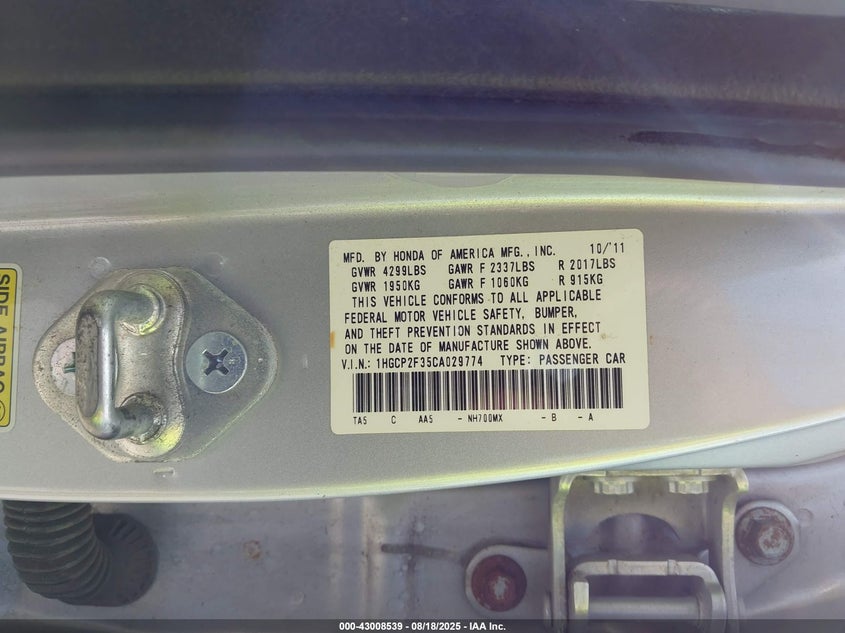 MFD. BY HONDA OF AMERICA MFG., INC. 10/'11
GVWR 4299LBS GAWR F 2337LBS R 2017LBS
GVWR 1950KG GAWR F 1060KG R 915KG
THIS VEHICLE CONFORMS TO ALL APPLICABLE
FEDERAL MOTOR VEHICLE SAFETY, BUMPER,
AND THEFT PREVENTION STANDARDS IN EFFECT
ON THE DATE OF MANUFACTURE SHOWN ABOVE.
V.I.N.: 1HGCP2F35CA029774 TYPE: PASSENGER CAR
TA5 C AA5 - NH700MX - B - A
SIDE AIRBAG
000-43008539 - 08/18/2025 - IAA Inc.